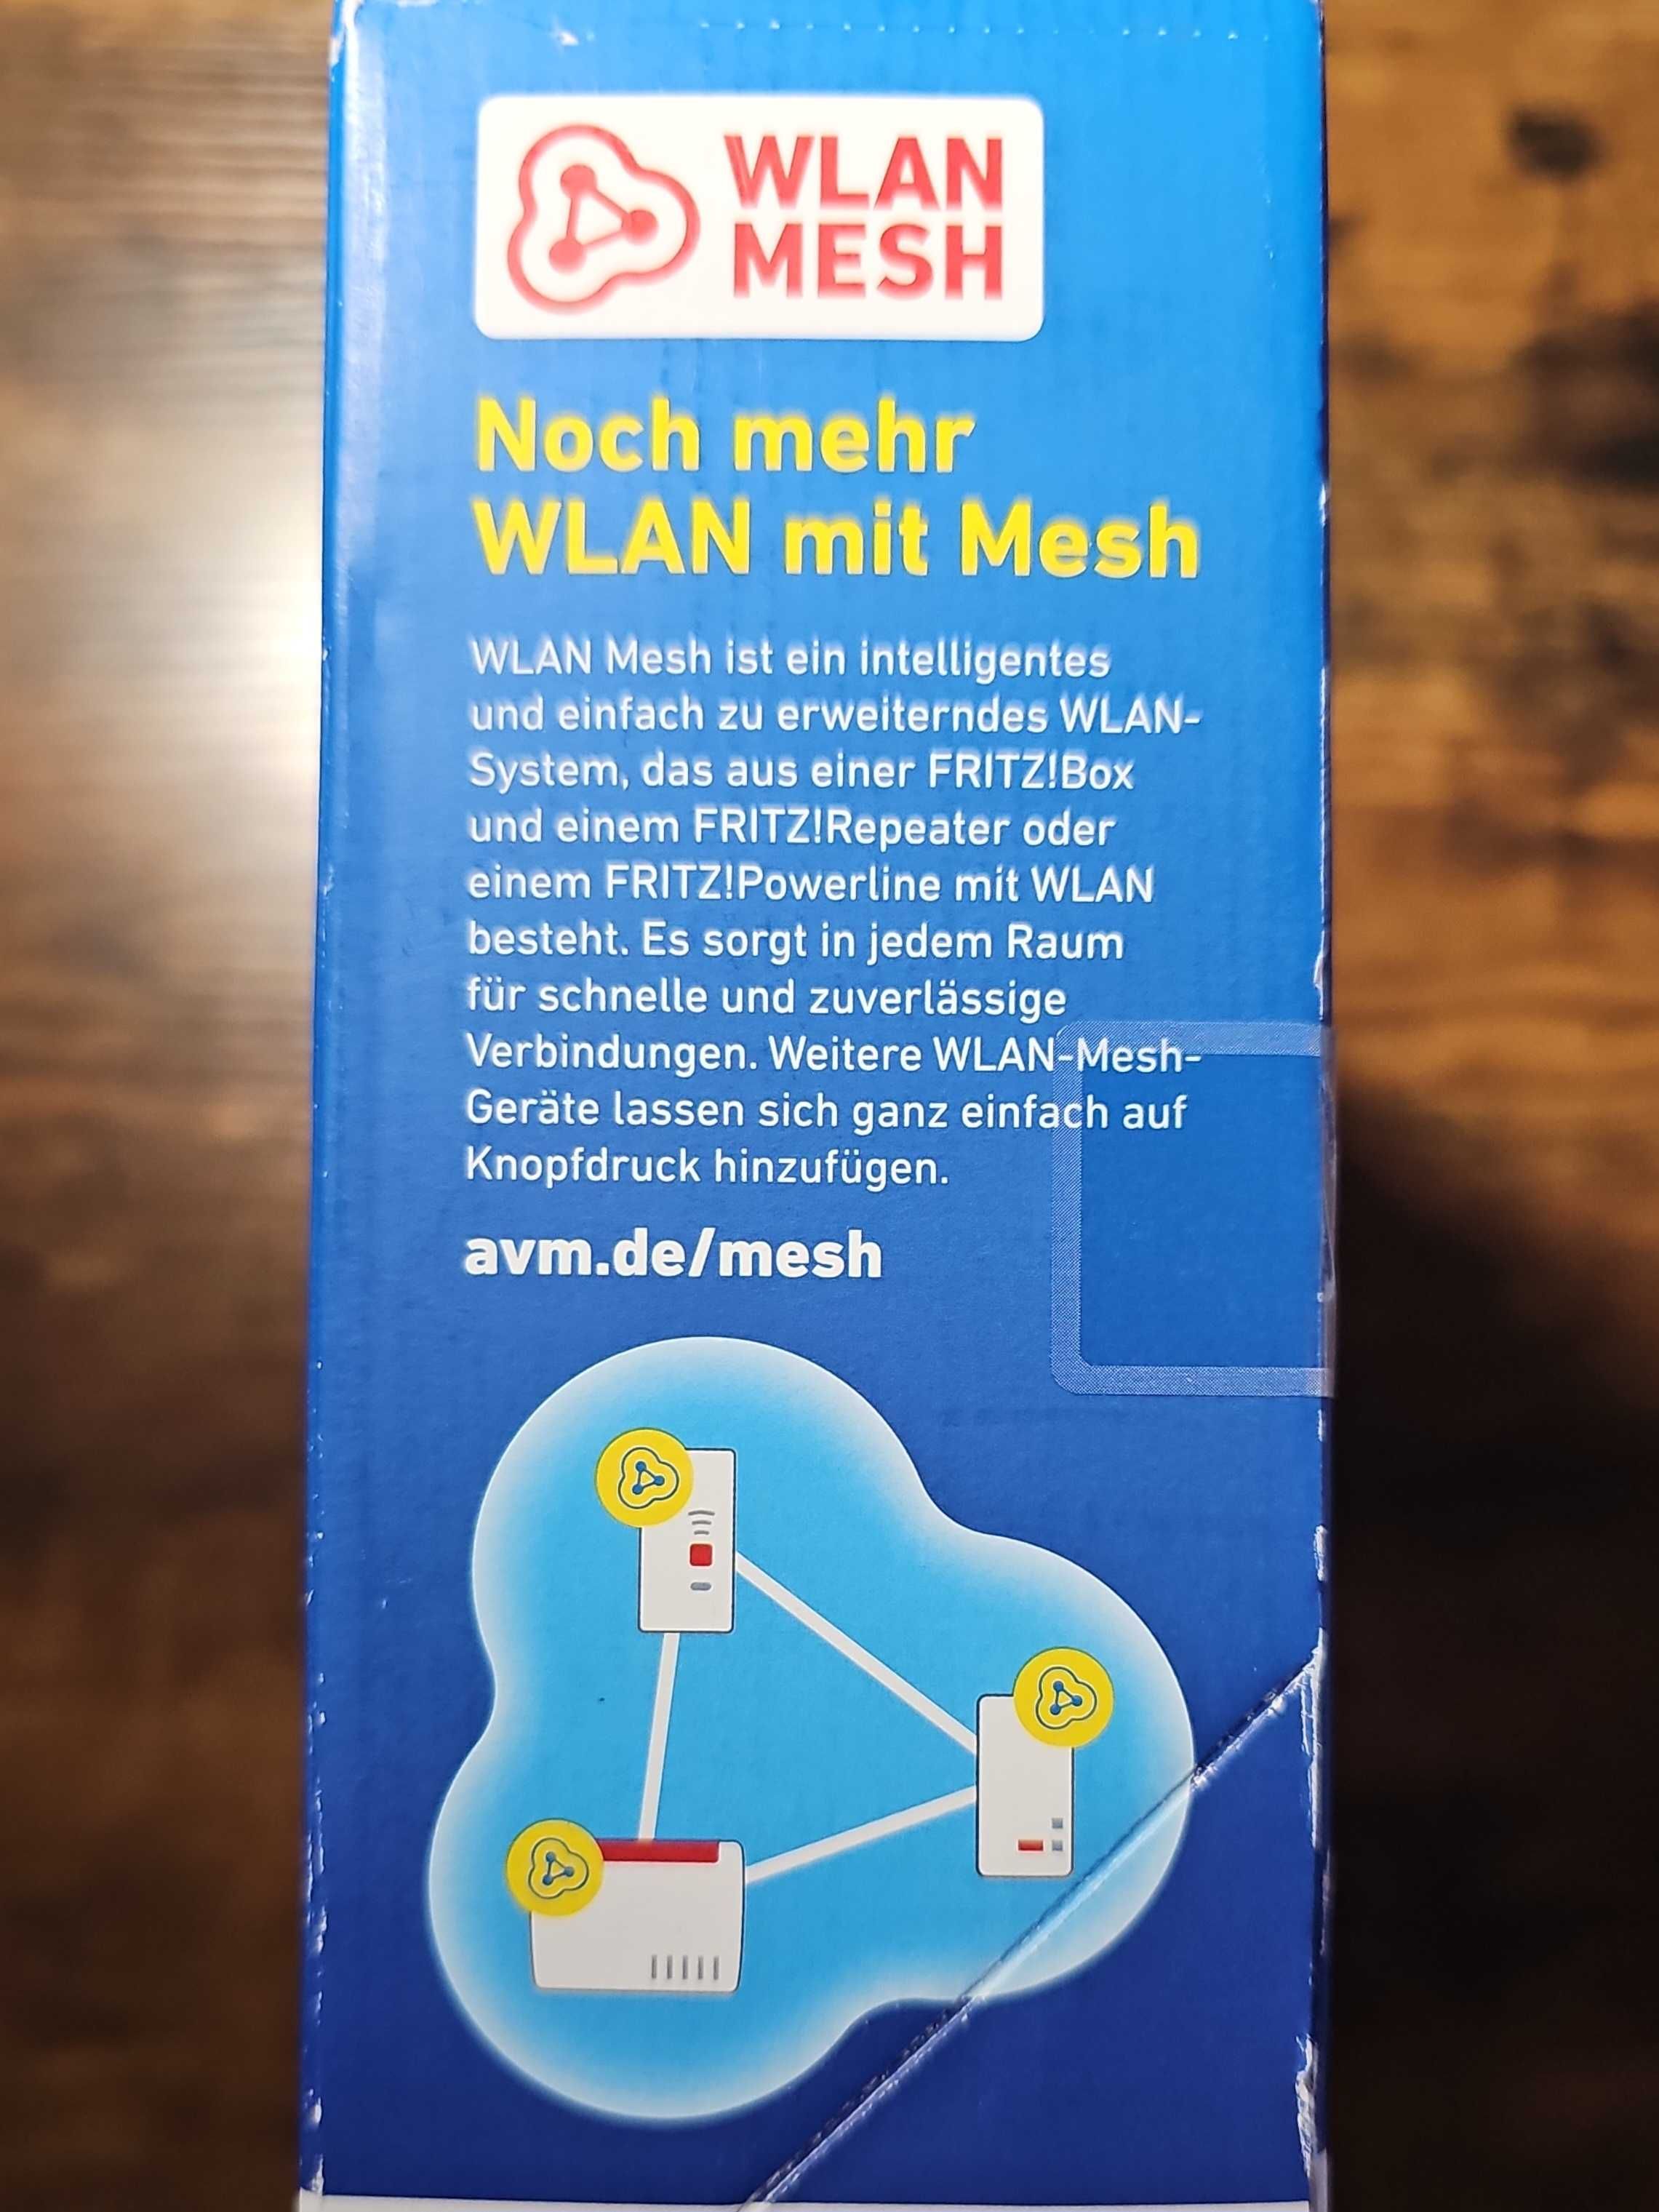 WLAN
MESH
Noch mehr
WLAN mit Mesh
WLAN Mesh ist ein intelligentes
und einfach zu erweiterndes WLAN-
System, das aus einer FRITZ!Box
und einem FRITZ!Repeater oder
einem FRITZ!Powerline mit WLAN
besteht. Es sorgt in jedem Raum
für schnelle und zuverlässige
Verbindungen. Weitere WLAN-Mesh-
Geräte lassen sich ganz einfach auf
Knopfdruck hinzufügen.
avm.de/mesh